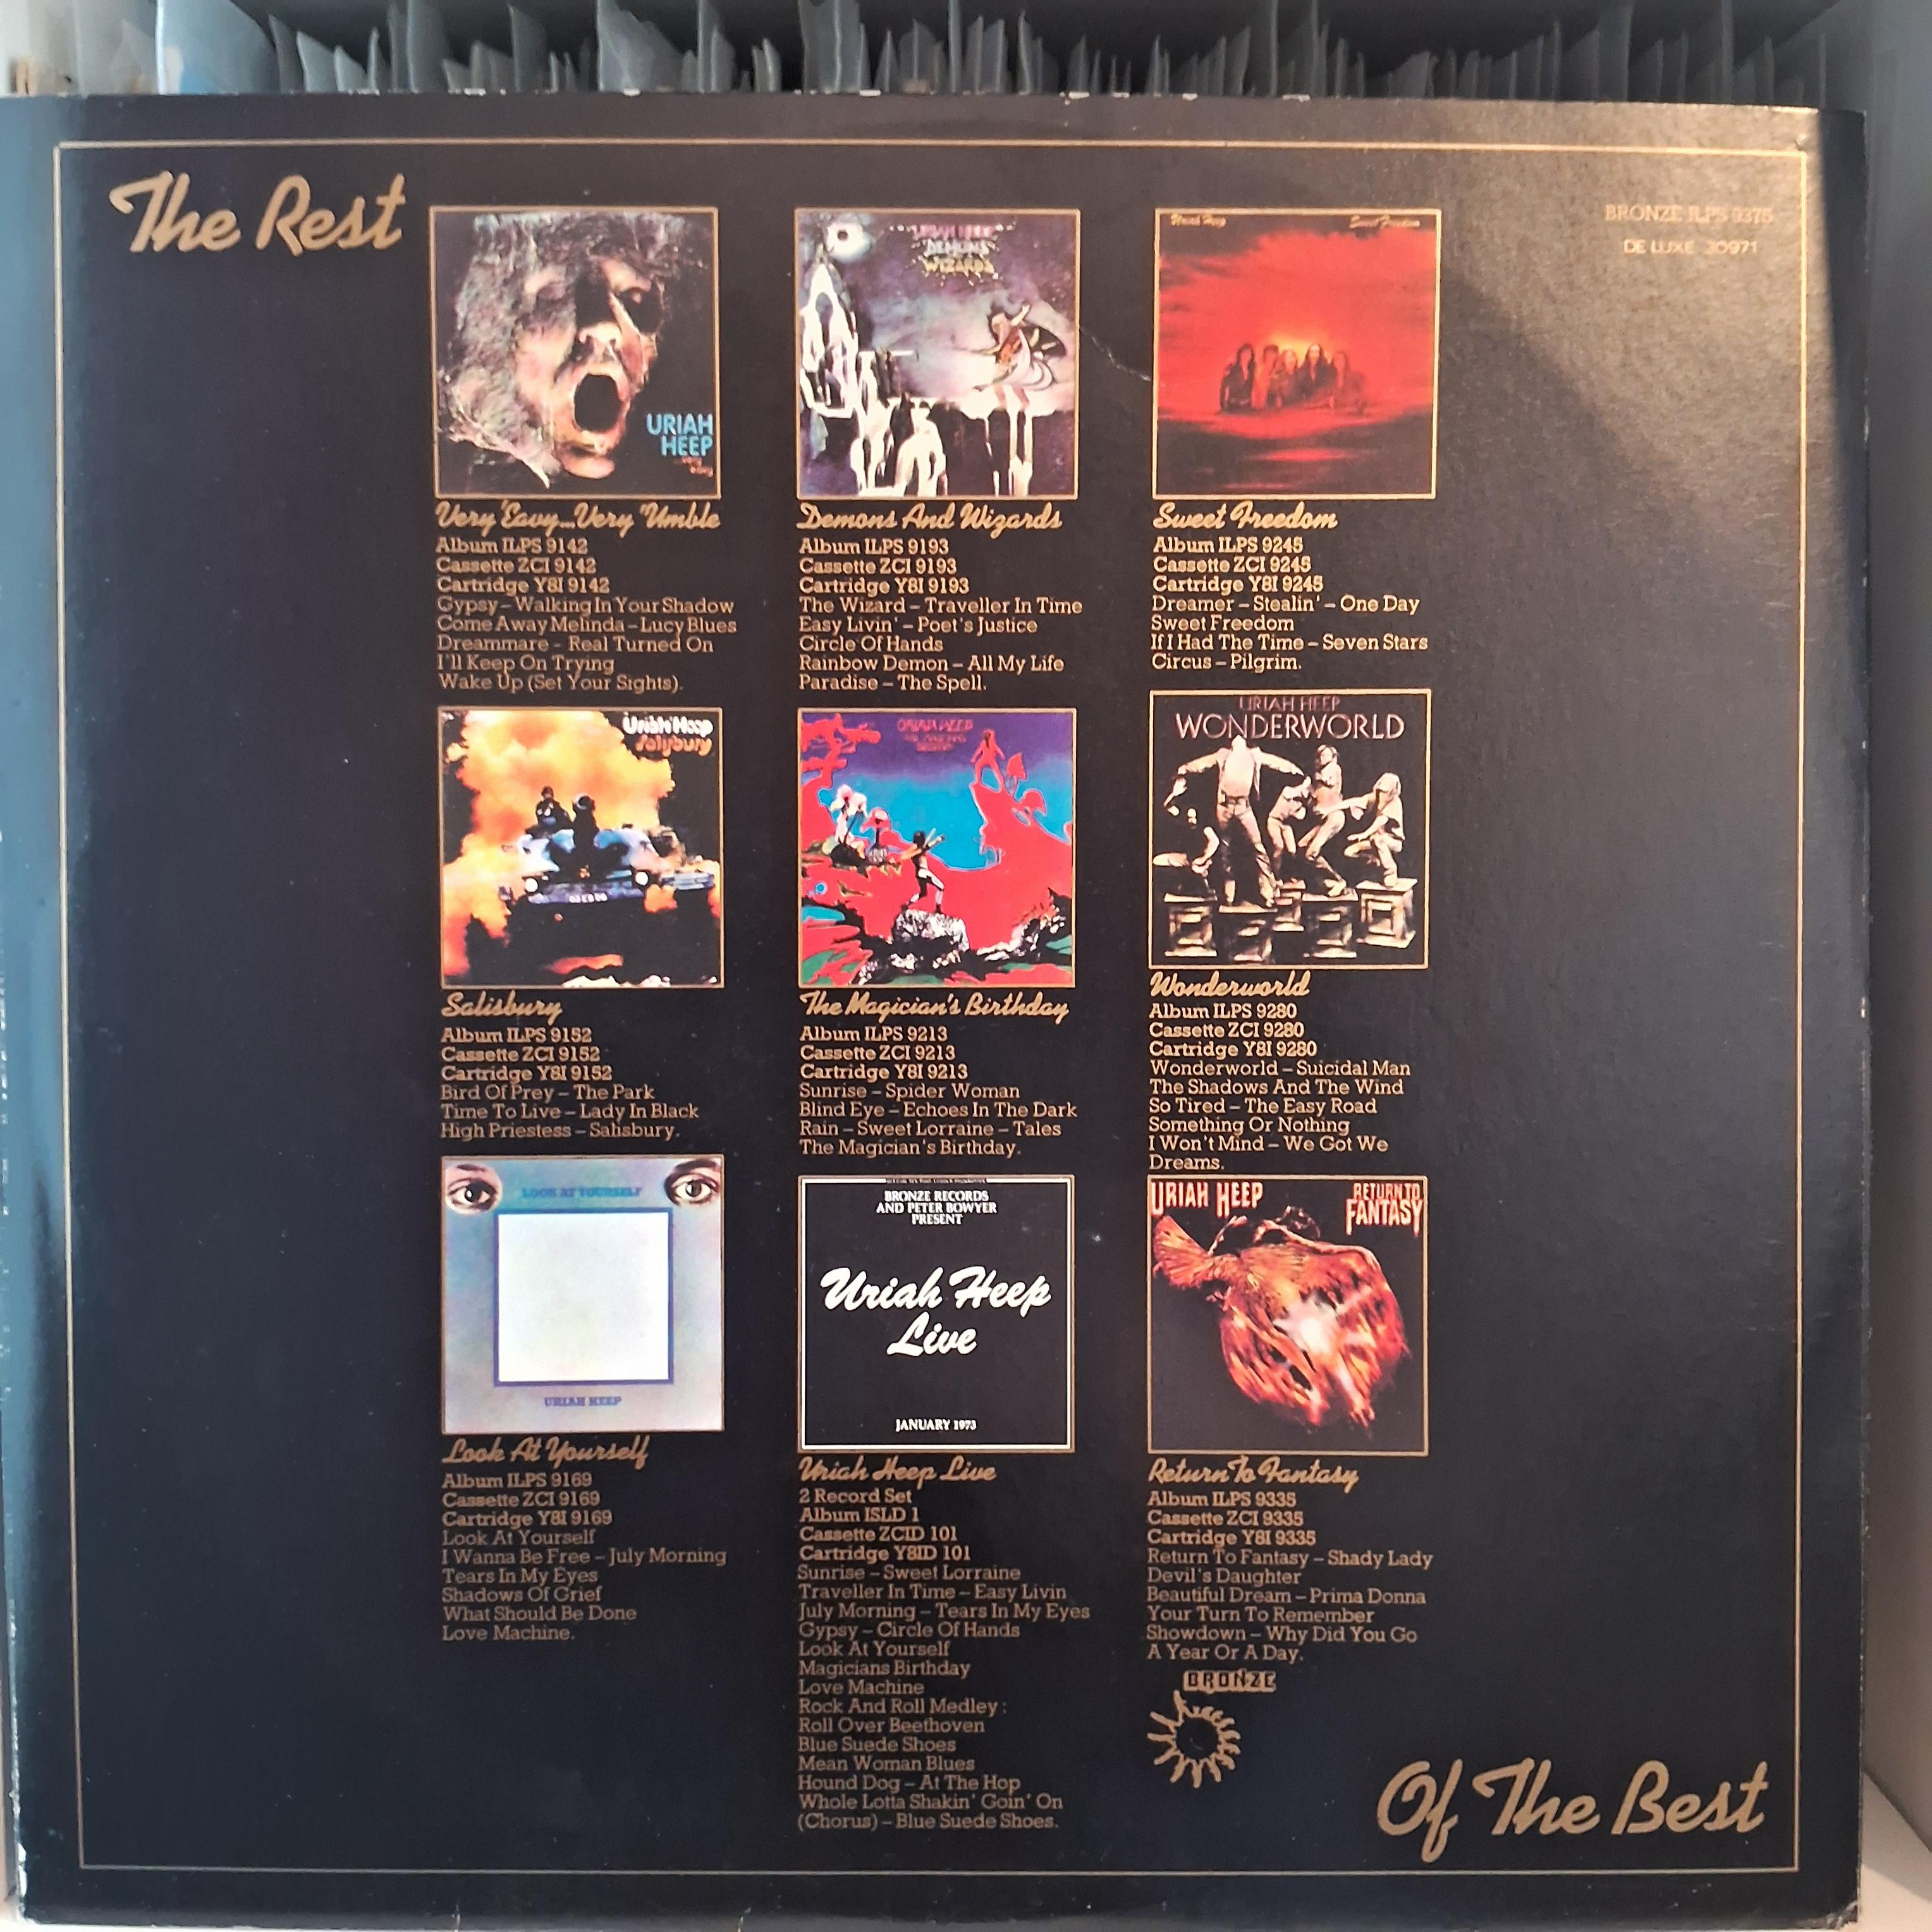 The Rest
BRONZE ILPS 9375
DE LUXE 30971
URIAH
HEEP
Very 'Eavy...Very 'Umble
Album ILPS 9142
Cassette ZCI 9142
Cartridge Y8I 9142
Gypsy – Walking In Your Shadow
Come Away Melinda – Lucy Blues
Dreammare – Real Turned On
I'll Keep On Trying
Wake Up (Set Your Sights).
Uriah Heep
Salisbury
Salisbury
Album ILPS 9152
Cassette ZCI 9152
Cartridge Y8I 9152
Bird Of Prey – The Park
Time To Live – Lady In Black
High Priestess – Salisbury.
LOOK AT YOURSELF
URIAH HEEP
Look At Yourself
Album ILPS 9169
Cassette ZCI 9169
Cartridge Y8I 9169
Look At Yourself
I Wanna Be Free – July Morning
Tears In My Eyes
Shadows Of Grief
What Should Be Done
Love Machine.
URIAH HEEP
DEMONS
WIZARDS
Demons And Wizards
Album ILPS 9193
Cassette ZCI 9193
Cartridge Y8I 9193
The Wizard – Traveller In Time
Easy Livin' – Poet's Justice
Circle Of Hands
Rainbow Demon – All My Life
Paradise – The Spell.
URIAH HEEP
The Magician's Birthday
Album ILPS 9213
Cassette ZCI 9213
Cartridge Y8I 9213
Sunrise – Spider Woman
Blind Eye – Echoes In The Dark
Rain – Sweet Lorraine – Tales
The Magician's Birthday.
BRONZE RECORDS
AND PETER BOWYER
PRESENT
Uriah Heep
Live
JANUARY 1973
Uriah Heep Live
2 Record Set
Album ISLD 1
Cassette ZCID 101
Cartridge Y8ID 101
Sunrise – Sweet Lorraine
Traveller In Time – Easy Livin
July Morning – Tears In My Eyes
Gypsy – Circle Of Hands
Look At Yourself
Magicians Birthday
Love Machine
Rock And Roll Medley :
Roll Over Beethoven
Blue Suede Shoes
Mean Woman Blues
Hound Dog – At The Hop
Whole Lotta Shakin' Goin' On
(Chorus) – Blue Suede Shoes.
Uriah Heep Sweet Freedom
Sweet Freedom
Album ILPS 9245
Cassette ZCI 9245
Cartridge Y8I 9245
Dreamer – Stealin' – One Day
Sweet Freedom
If I Had The Time – Seven Stars
Circus – Pilgrim.
URIAH HEEP
WONDERWORLD
Wonderworld
Album ILPS 9280
Cassette ZCI 9280
Cartridge Y8I 9280
Wonderworld – Suicidal Man
The Shadows And The Wind
So Tired – The Easy Road
Something Or Nothing
I Won't Mind – We Got We
Dreams.
URIAH HEEP RETURN TO
FANTASY
Return To Fantasy
Album ILPS 9335
Cassette ZCI 9335
Cartridge Y8I 9335
Return To Fantasy – Shady Lady
Devil's Daughter
Beautiful Dream – Prima Donna
Your Turn To Remember
Showdown – Why Did You Go
A Year Or A Day.
BRONZE
Of The Best